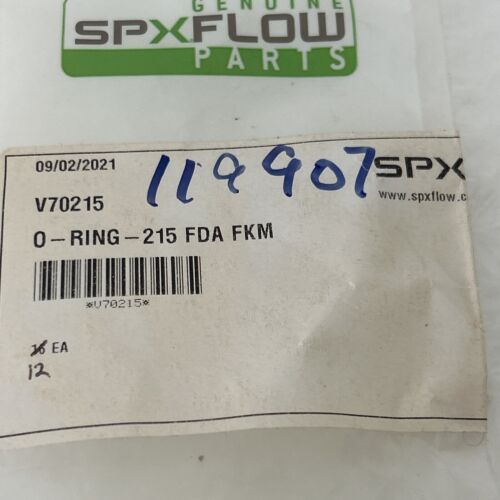 GENUINE
SPXFLOW
PARTS
09/02/2021
119907
SPX
www.spxflow.c
V70215
O-RING-215 FDA FKM
*V70215*
EA
12